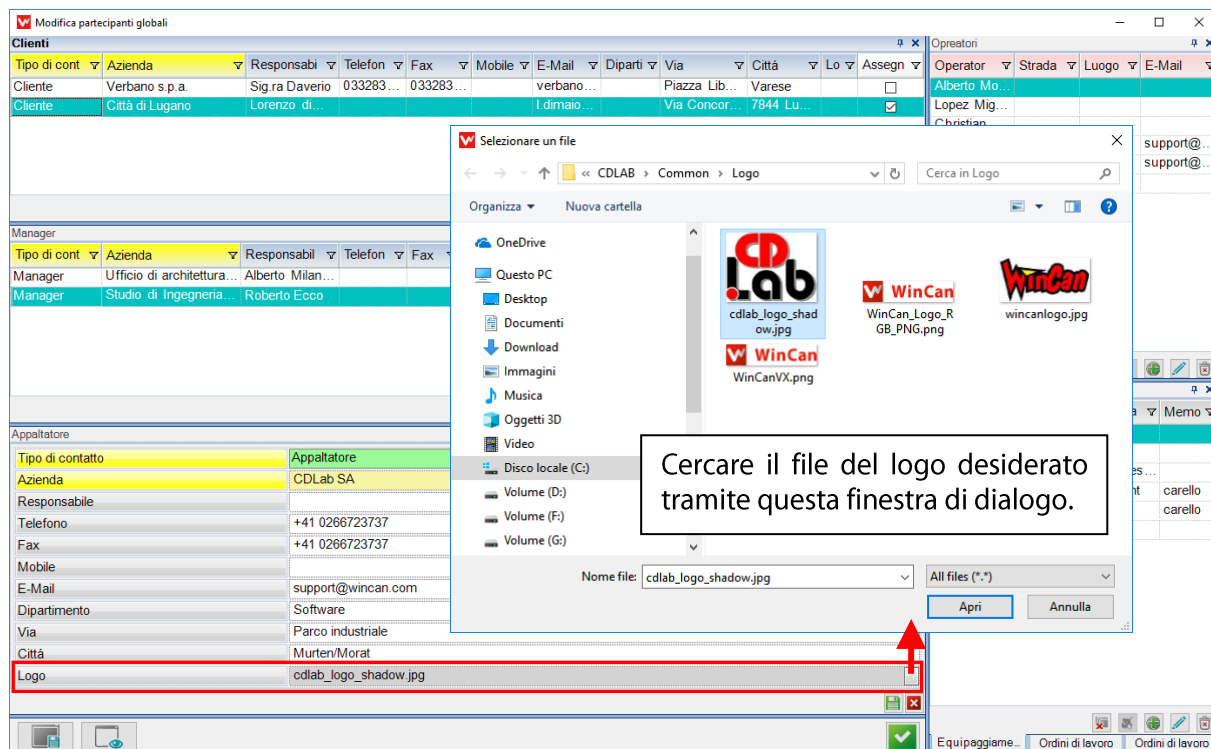 Modifica partecipanti globali
Clienti
Tipo di cont Azienda Responsabi Telefon Fax Mobile E-Mail Diparti Via Città Lo Assegn
Cliente Verbano s.p.a. Sig.ra Daverio 033283... 033283... verbano... Piazza Lib... Varese
Cliente Città di Lugano Lorenzo di... l.dimaio... Via Concor... 7844 Lu...
Opreatori
Operator Strada Luogo E-Mail
Alberto Mo...
Lopez Mig...
Christian
support@...
support@...
Manager
Tipo di cont Azienda Responsabil Telefon Fax
Manager Ufficio di architettura... Alberto Milan...
Manager Studio di Ingegneria... Roberto Ecco
Selezionare un file
« CDLAB > Common > Logo
Cerca in Logo
Organizza Nuova cartella
OneDrive
Questo PC
Desktop
Documenti
Download
Immagini
Musica
Oggetti 3D
Video
Disco locale (C:)
Volume (D:)
Volume (F:)
Volume (G:)
CD
Lab
cdlab_logo_shad
ow.jpg
WinCan
WinCan_Logo_R
GB_PNG.png
WinCan
wincanlogo.jpg
WinCan
WinCanVX.png
Cercare il file del logo desiderato
tramite questa finestra di dialogo.
Nome file: cdlab_logo_shadow.jpg All files (*.*)
Apri Annulla
a Memo
es...
nt carello
carello
Appaltatore
Tipo di contatto Appaltatore
Azienda CDLab SA
Responsabile
Telefono +41 0266723737
Fax +41 0266723737
Mobile
E-Mail support@wincan.com
Dipartimento Software
Via Parco industriale
Città Murten/Morat
Logo cdlab_logo_shadow.jpg
Equipaggiame... Ordini di lavoro Ordini di lavoro